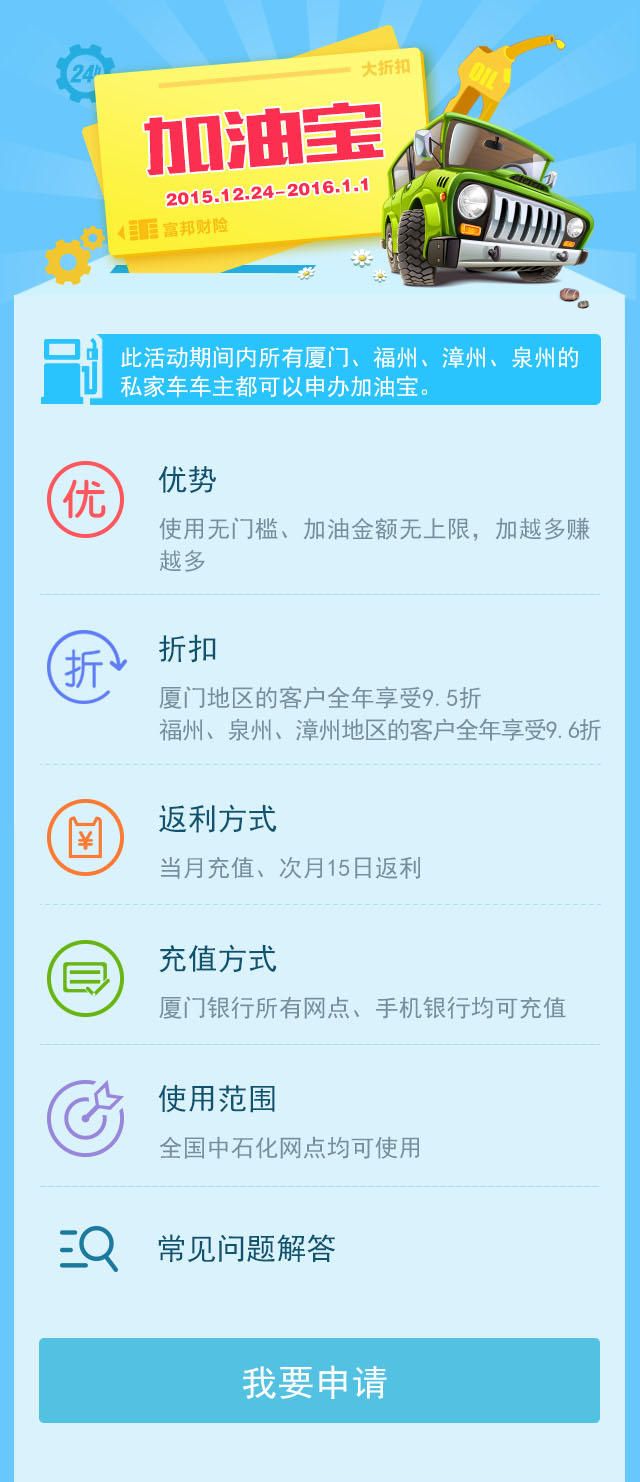 24h
大折扣
OIL
加油宝
2015.12.24-2016.1.1
富邦财险
此活动期间内所有厦门、福州、漳州、泉州的
私家车车主都可以申办加油宝。
优
优势
使用无门槛、加油金额无上限，加越多赚
越多
折
折扣
厦门地区的客户全年享受9.5折
福州、泉州、漳州地区的客户全年享受9.6折
¥
返利方式
当月充值、次月15日返利
充值方式
厦门银行所有网点、手机银行均可充值
使用范围
全国中石化网点均可使用
常见问题解答
我要申请